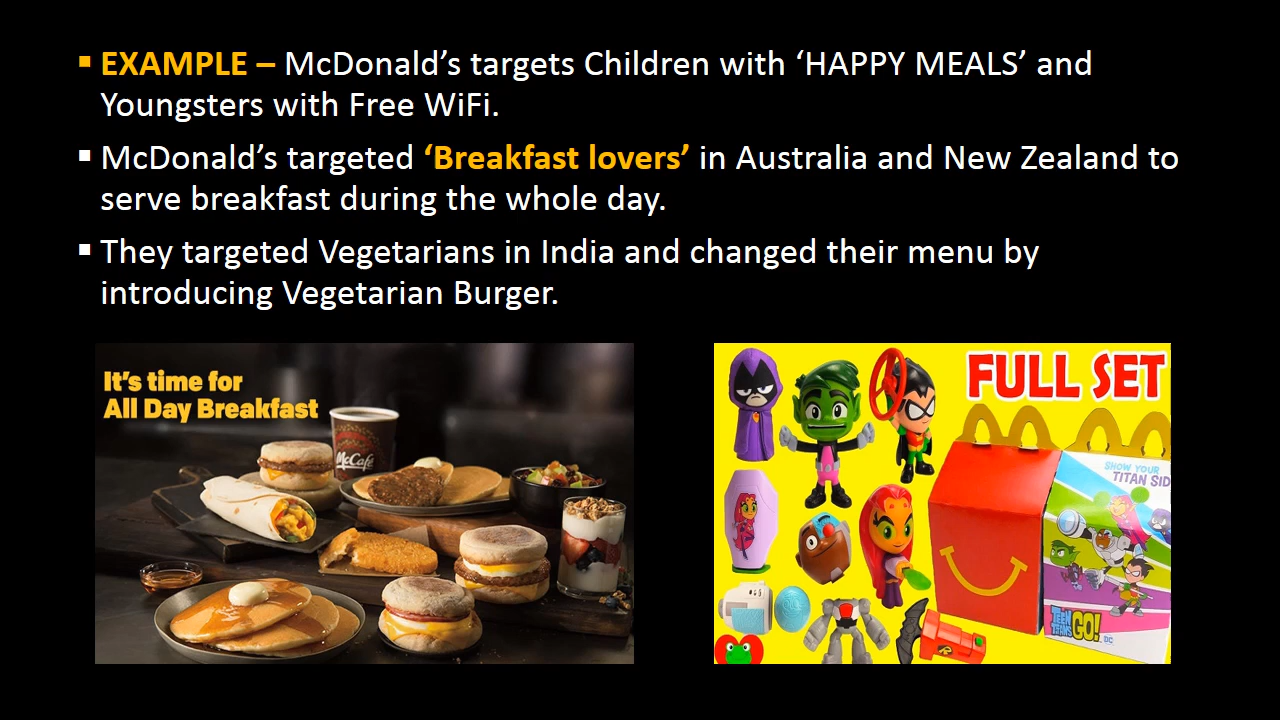 ▪ EXAMPLE – McDonald’s targets Children with ‘HAPPY MEALS’ and
Youngsters with Free WiFi.
▪ McDonald’s targeted ‘Breakfast lovers’ in Australia and New Zealand to
serve breakfast during the whole day.
▪ They targeted Vegetarians in India and changed their menu by
introducing Vegetarian Burger.
It’s time for
All Day Breakfast
McCafé
FULL SET
SHOW YOUR
TITAN SID
TEEN
TITANS
GO!
DC